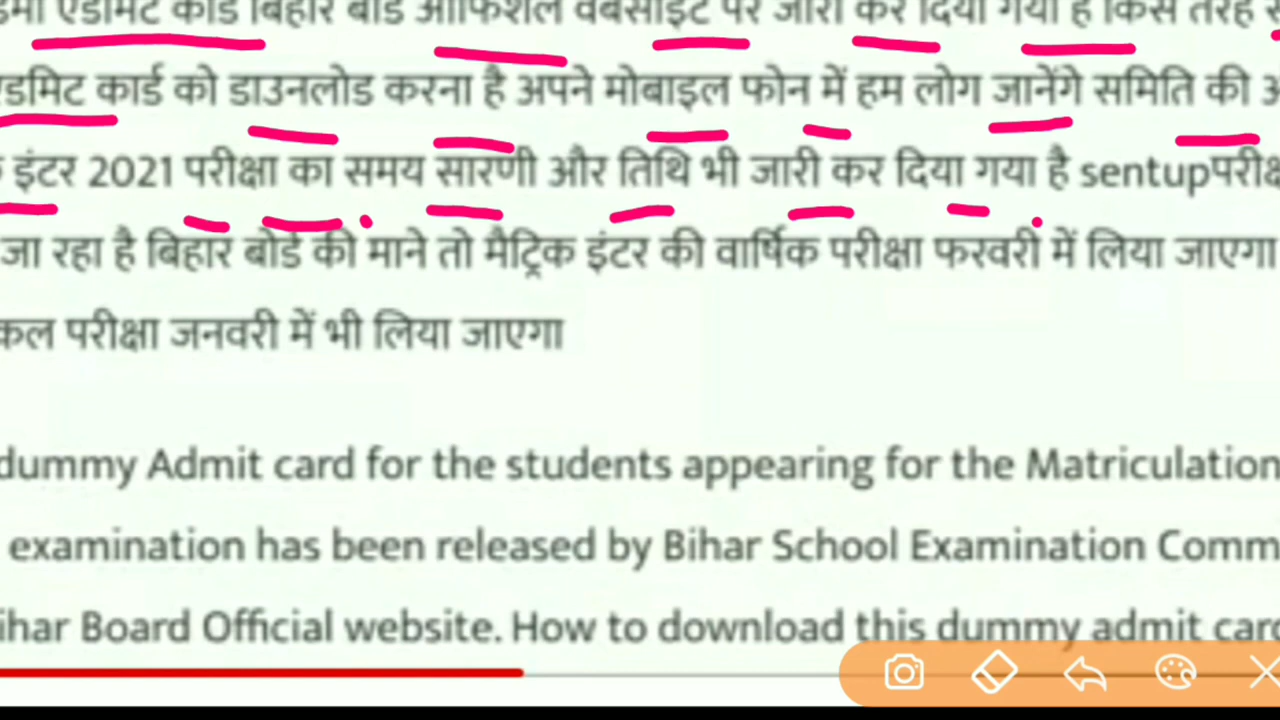 एडमिट कार्ड बिहार बोर्ड ऑफिशल वेबसाइट पर जारी कर दिया गया है किस तरह
एडमिट कार्ड को डाउनलोड करना है अपने मोबाइल फोन में हम लोग जानेंगे समिति की
इंटर 2021 परीक्षा का समय सारणी और तिथि भी जारी कर दिया गया है sentupपरीक्ष
जा रहा है बिहार बोर्ड की माने तो मैट्रिक इंटर की वार्षिक परीक्षा फरवरी में लिया जाएगा
कल परीक्षा जनवरी में भी लिया जाएगा
dummy Admit card for the students appearing for the Matriculation
examination has been released by Bihar School Examination Comm
ihar Board Official website. How to download this dummy admit card